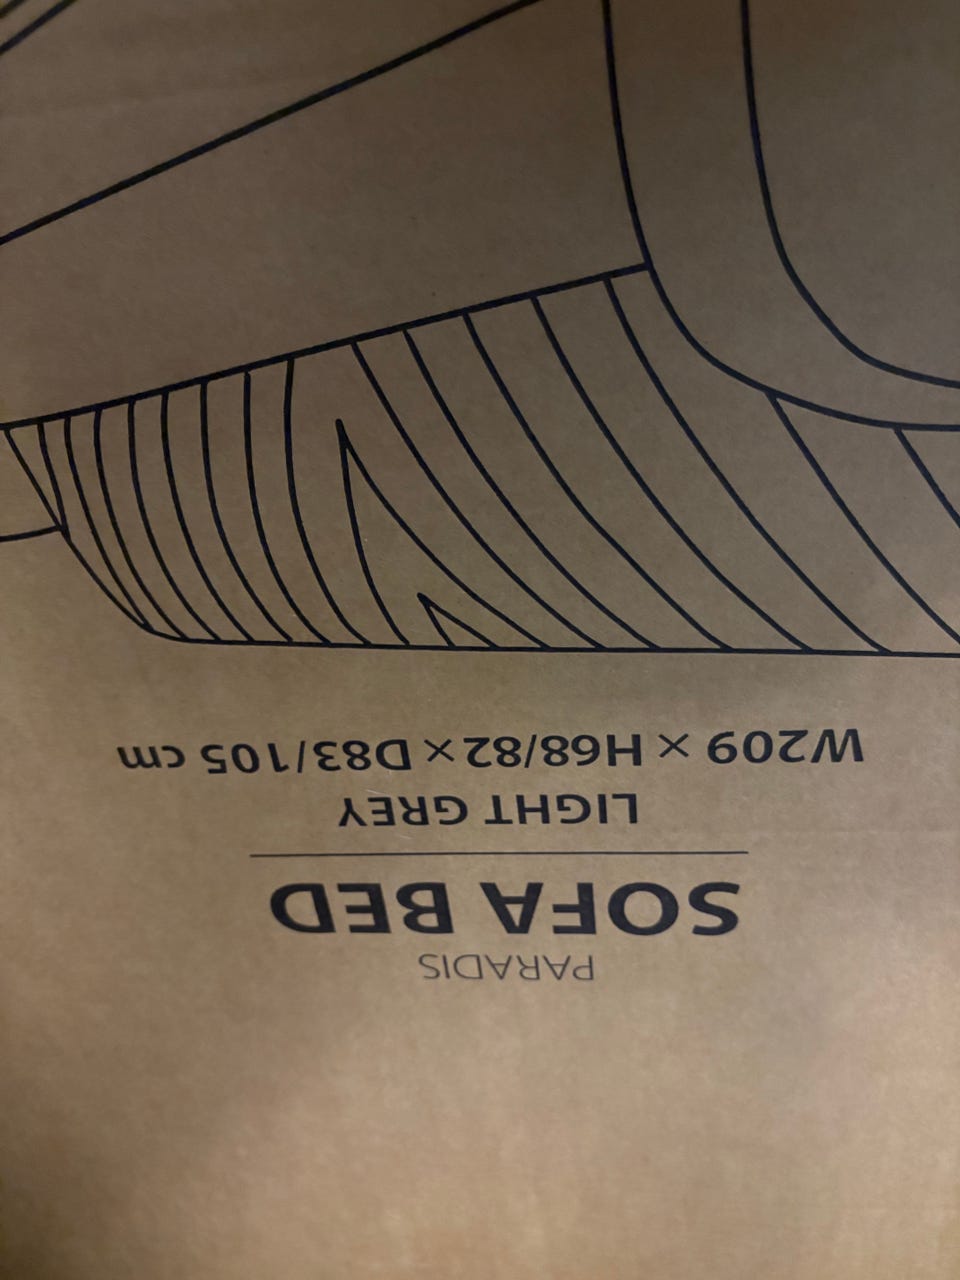 PARADIS
SOFA BED
LIGHT GREY
W209 × H68/82 × D83/105 cm